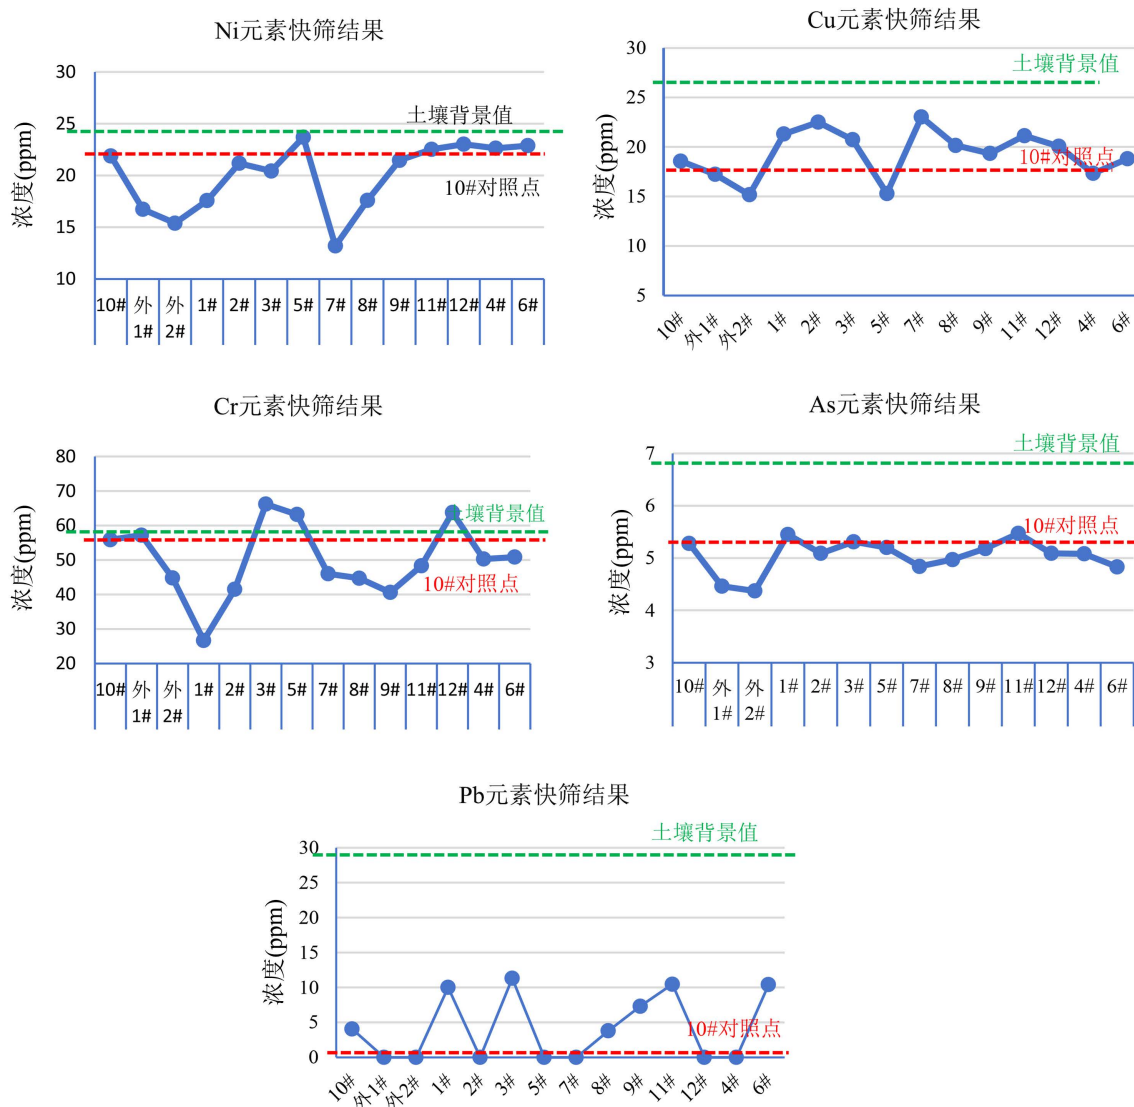 Ni元素快筛结果
浓度(ppm)
30
25
20
15
10
土壤背景值
10#对照点
10# 外1# 外2# 1# 2# 3# 5# 7# 8# 9# 11# 12# 4# 6#
Cu元素快筛结果
浓度(ppm)
30
25
20
15
10
5
土壤背景值
10#对照点
10# 外-1# 外-2# 1# 2# 3# 5# 7# 8# 9# 11# 12# 4# 6#
Cr元素快筛结果
浓度(ppm)
80
70
60
50
40
30
20
土壤背景值
10#对照点
10# 外1# 外2# 1# 2# 3# 5# 7# 8# 9# 11# 12# 4# 6#
As元素快筛结果
浓度(ppm)
7
6
5
4
3
土壤背景值
10#对照点
10# 外1# 外2# 1# 2# 3# 5# 7# 8# 9# 11# 12# 4# 6#
Pb元素快筛结果
浓度(ppm)
30
25
20
15
10
5
0
土壤背景值
10#对照点
10# 外-1# 外-2# 1# 2# 3# 5# 7# 8# 9# 11# 12# 4# 6#